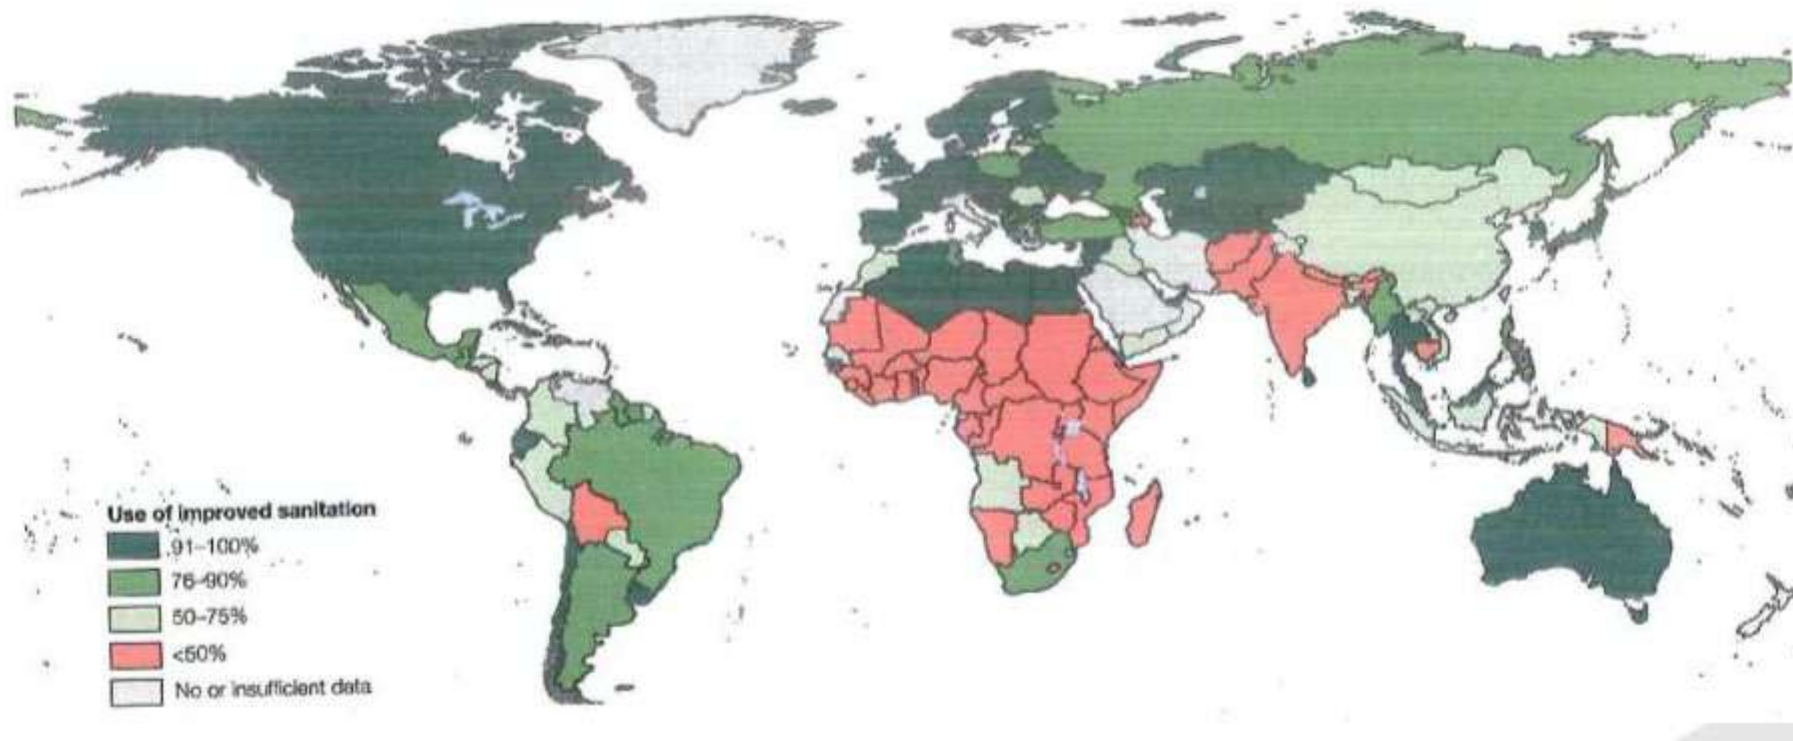 Use of improved sanitation
91–100%
76–90%
50–75%
<50%
No or insufficient data